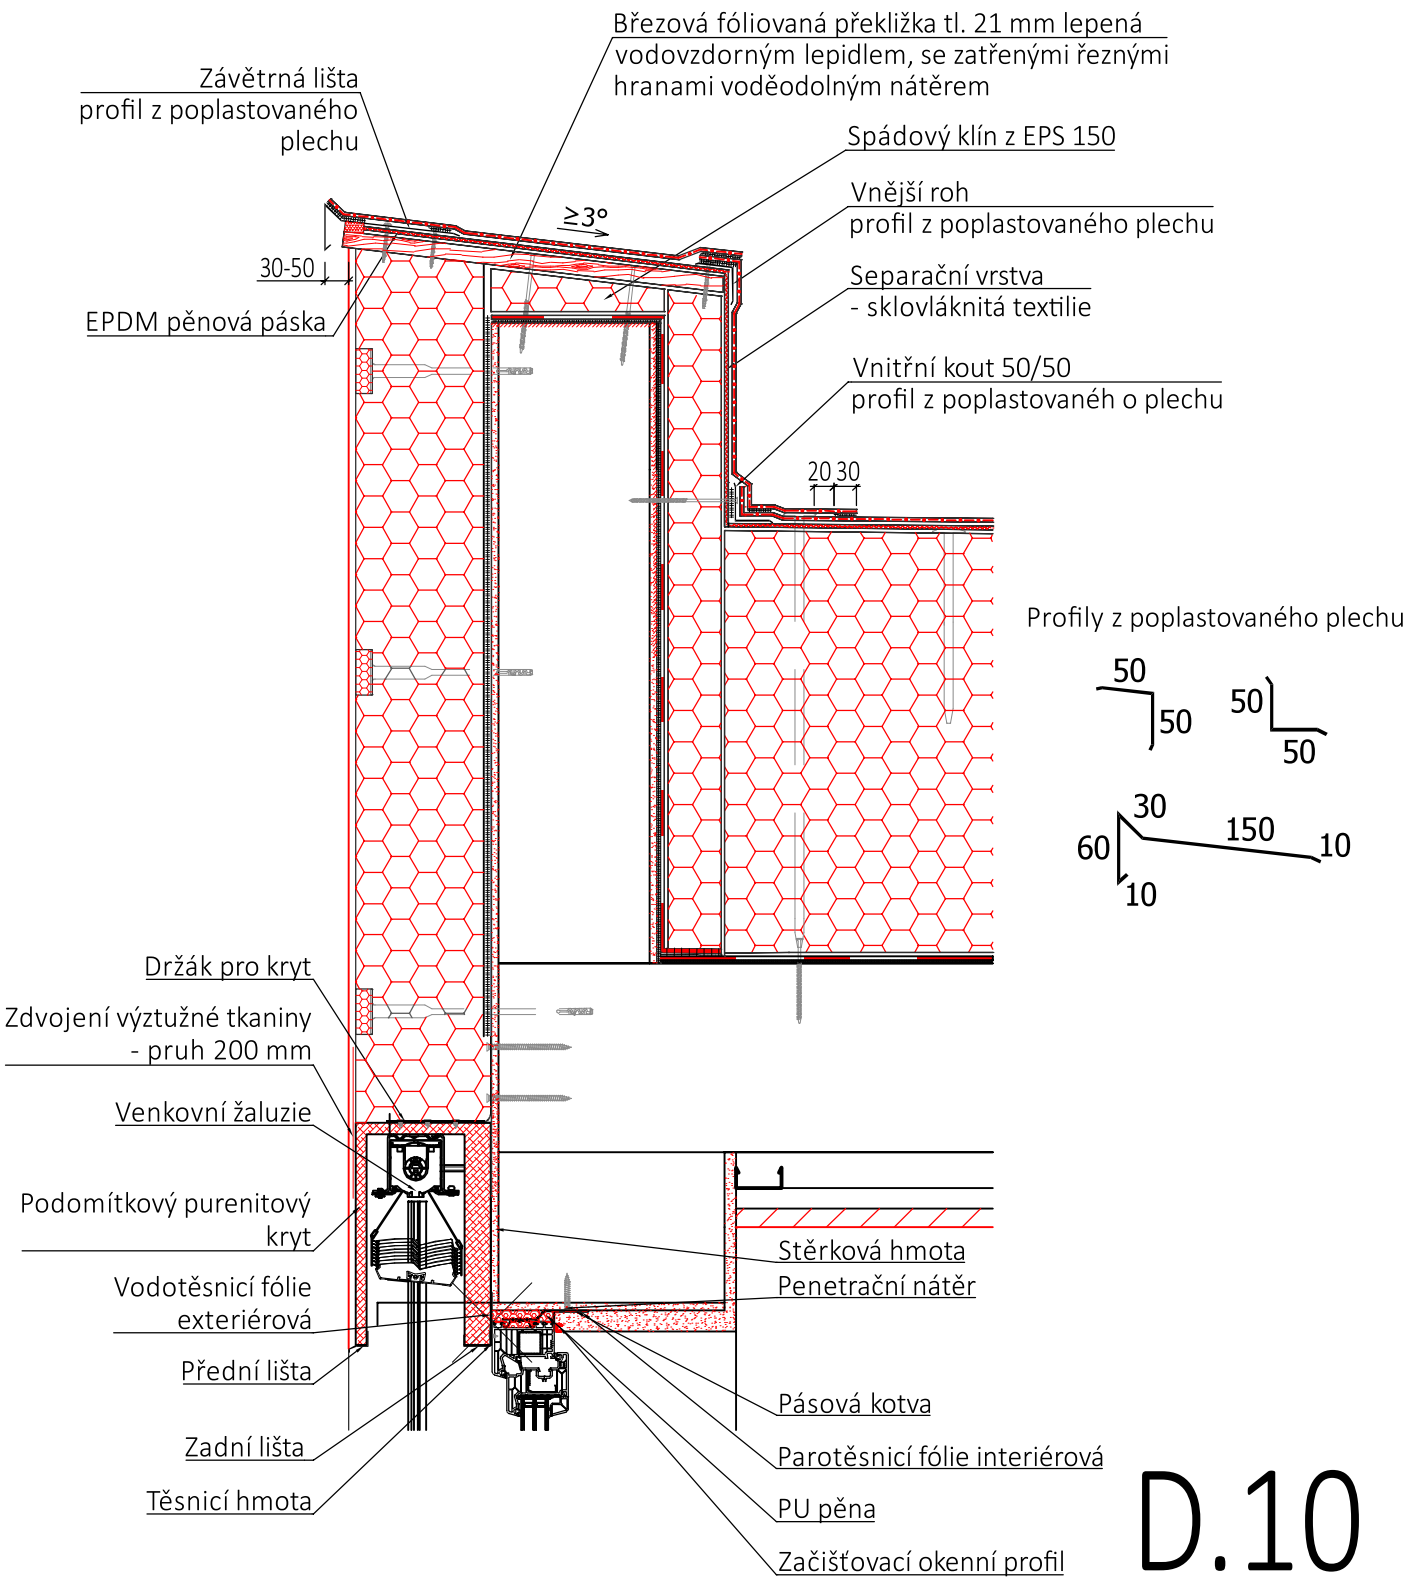 Březová fóliovaná překližka tl. 21 mm lepená
vodovzdorným lepidlem, se zatřenými řeznými
hranami voděodolným nátěrem
Závětrná lišta
profil z poplastovaného
plechu
Spádový klín z EPS 150
Vnější roh
profil z poplastovaného plechu
≥3°
30-50
Separační vrstva
- sklovláknitá textilie
EPDM pěnová páska
Vnitřní kout 50/50
profil z poplastovanéh o plechu
20 30
Profily z poplastovaného plechu
50
50
50
50
30
150
10
60
10
Držák pro kryt
Zdvojení výztužné tkaniny
- pruh 200 mm
Venkovní žaluzie
Podomítkový purenitový
kryt
Vodotěsnicí fólie
exteriérová
Přední lišta
Zadní lišta
Těsnicí hmota
Stěrková hmota
Penetrační nátěr
Pásová kotva
Parotěsnicí fólie interiérová
PU pěna
Začišťovací okenní profil
D.10